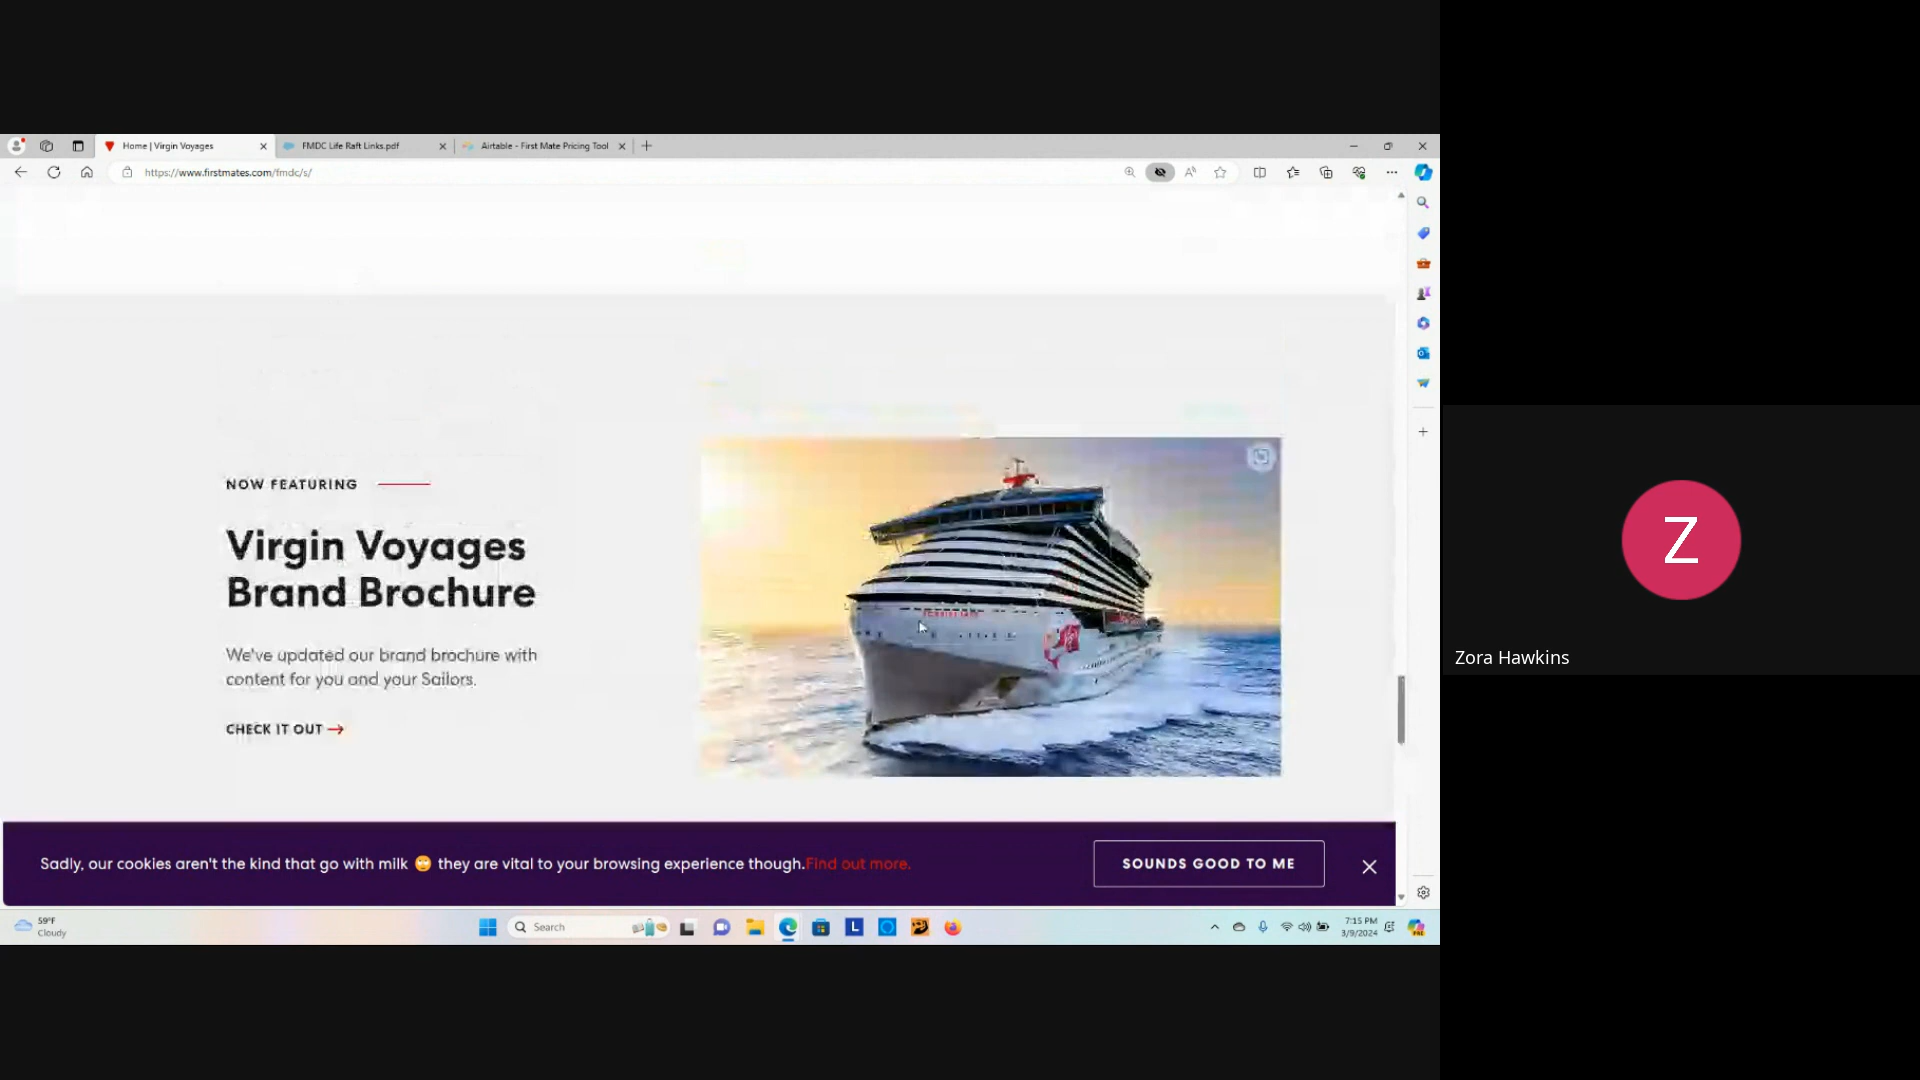 Home | Virgin Voyages
FMDC Life Raft Links.pdf
Airtable - First Mate Pricing Tool
https://www.firstmates.com/fmdc/s/
NOW FEATURING
Virgin Voyages
Brand Brochure
We've updated our brand brochure with
content for you and your Sailors.
CHECK IT OUT →
Sadly, our cookies aren't the kind that go with milk 🙄 they are vital to your browsing experience though.Find out more.
SOUNDS GOOD TO ME
59°F
Cloudy
Search
L
7:15 PM
3/9/2024
Z
Zora Hawkins